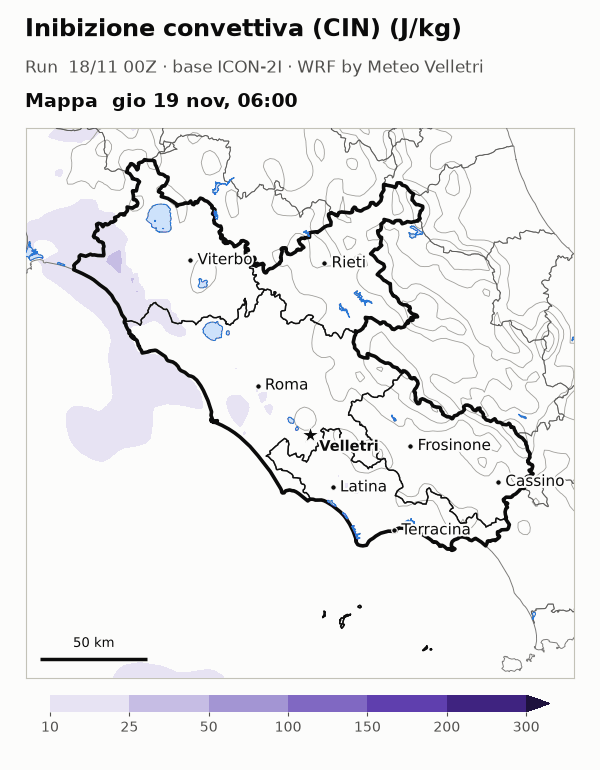 Inibizione convettiva (CIN) (J/kg)
Run  18/11 00Z · base ICON-2I · WRF by Meteo Velletri
Mappa  gio 19 nov, 06:00
Viterbo
Rieti
Roma
Velletri
Frosinone
Cassino
Latina
Terracina
50 km
10 25 50 100 150 200 300